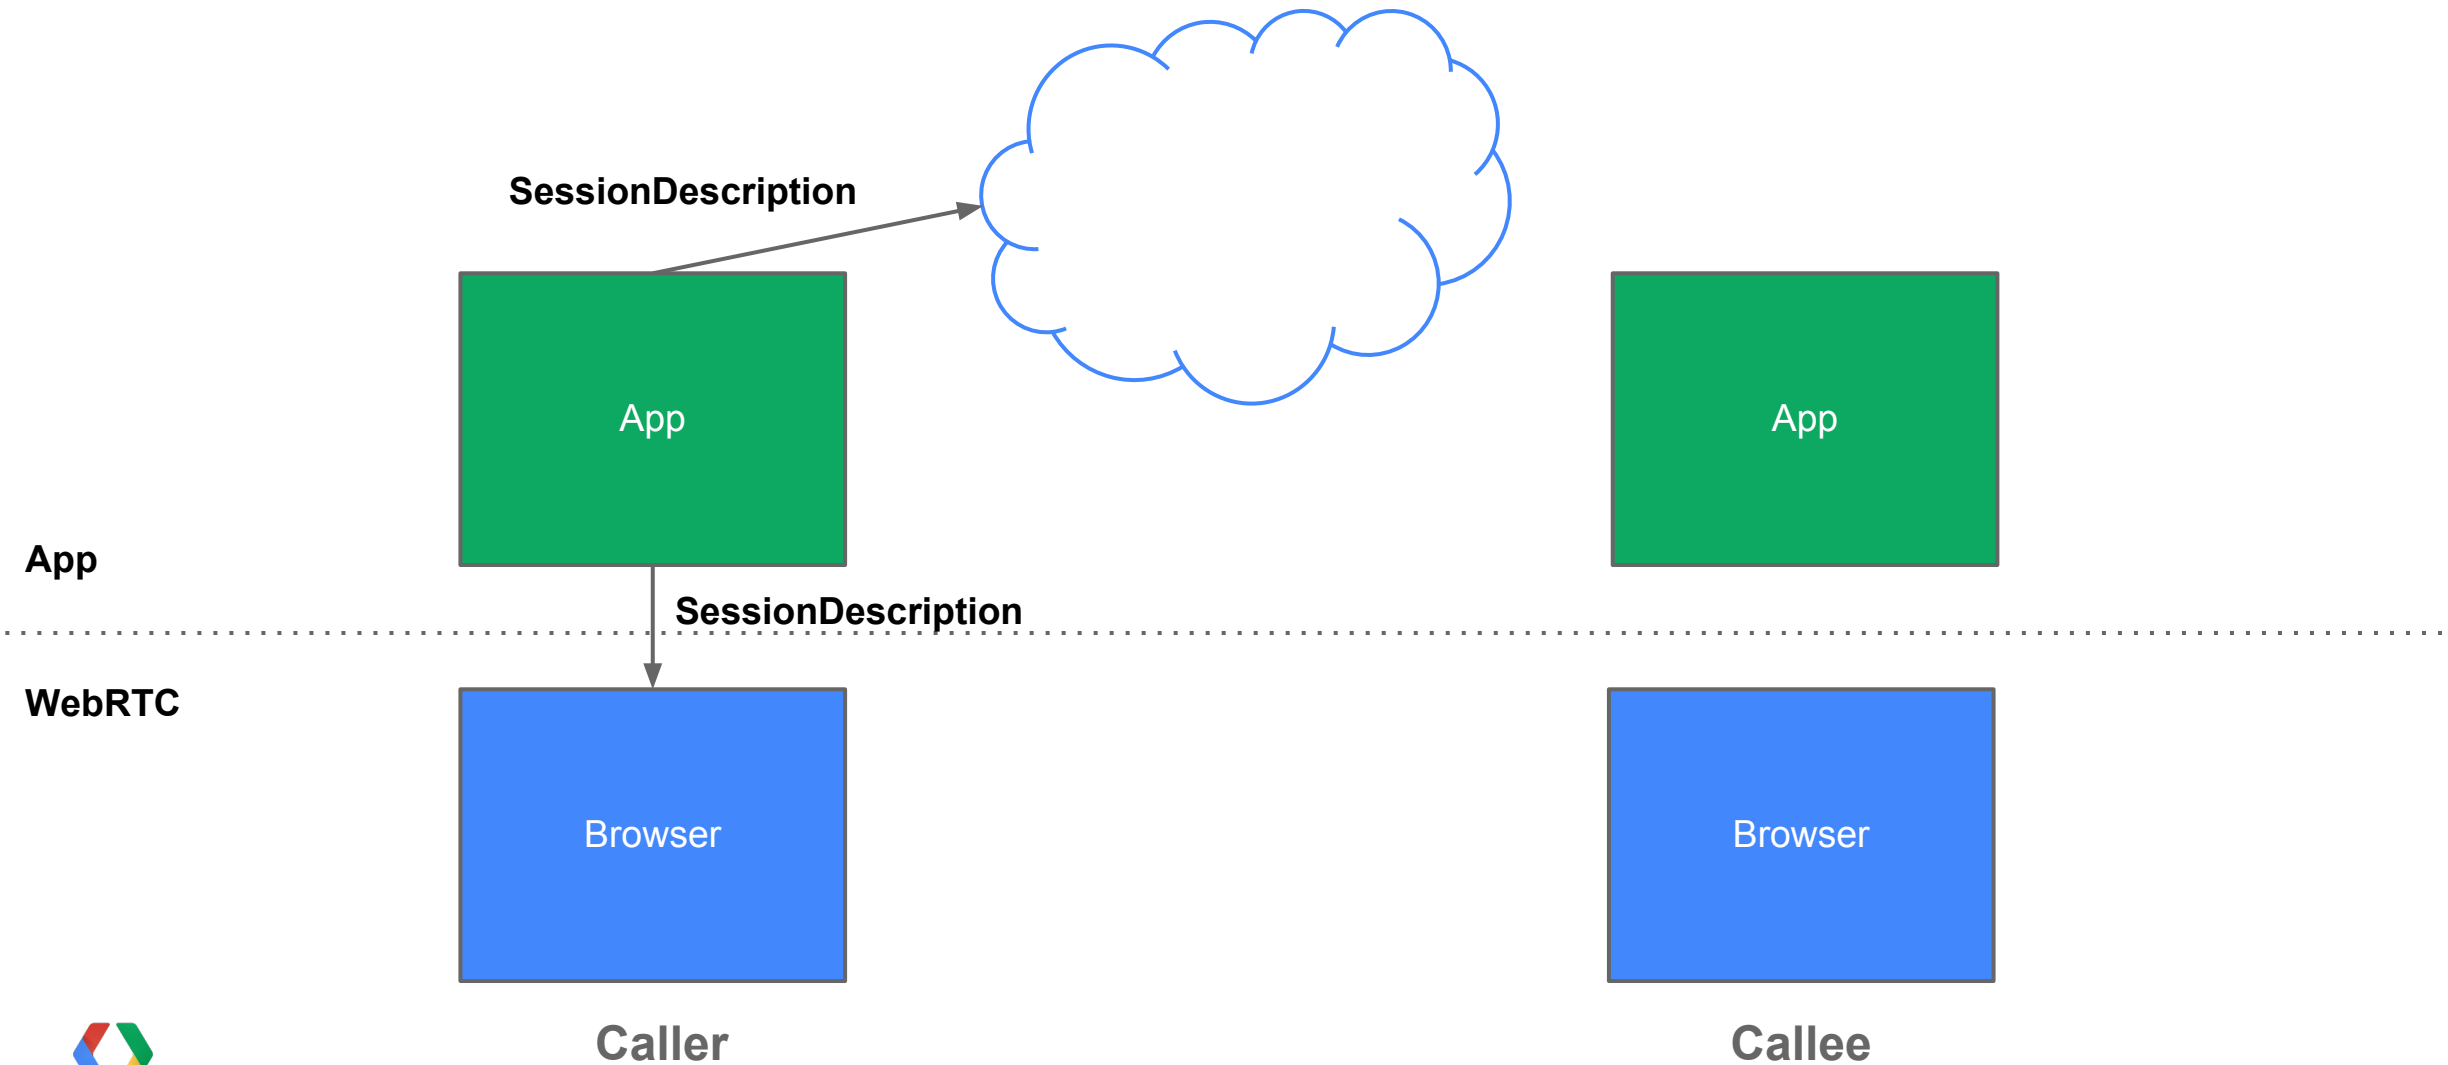 SessionDescription
App
App
App
SessionDescription
WebRTC
Browser
Browser
Caller
Callee